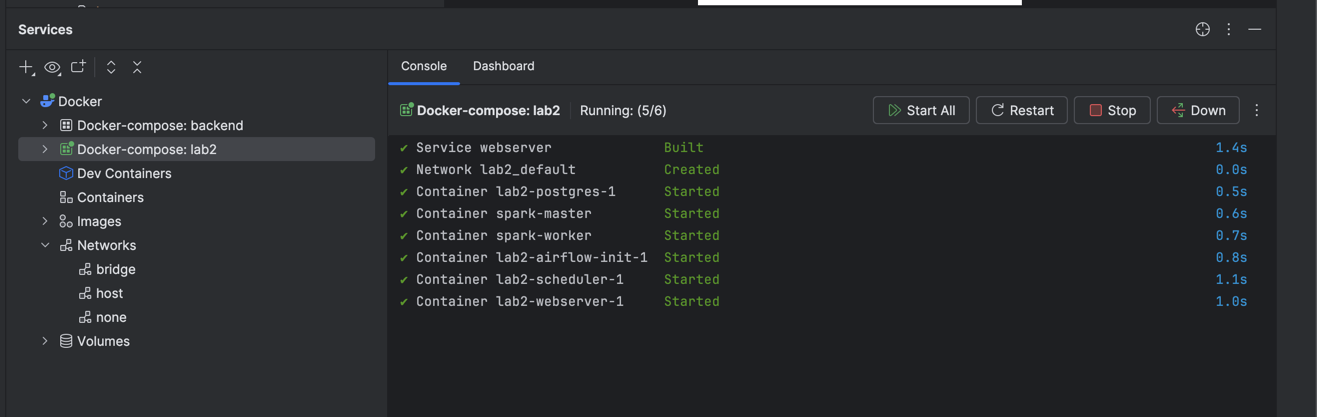 Services
Console Dashboard
Docker
Docker-compose: backend
Docker-compose: lab2
Dev Containers
Containers
Images
Networks
bridge
host
none
Volumes
Docker-compose: lab2 Running: (5/6) Start All Restart Stop Down
✔ Service webserver Built 1.4s
✔ Network lab2_default Created 0.0s
✔ Container lab2-postgres-1 Started 0.5s
✔ Container spark-master Started 0.6s
✔ Container spark-worker Started 0.7s
✔ Container lab2-airflow-init-1 Started 0.8s
✔ Container lab2-scheduler-1 Started 1.1s
✔ Container lab2-webserver-1 Started 1.0s